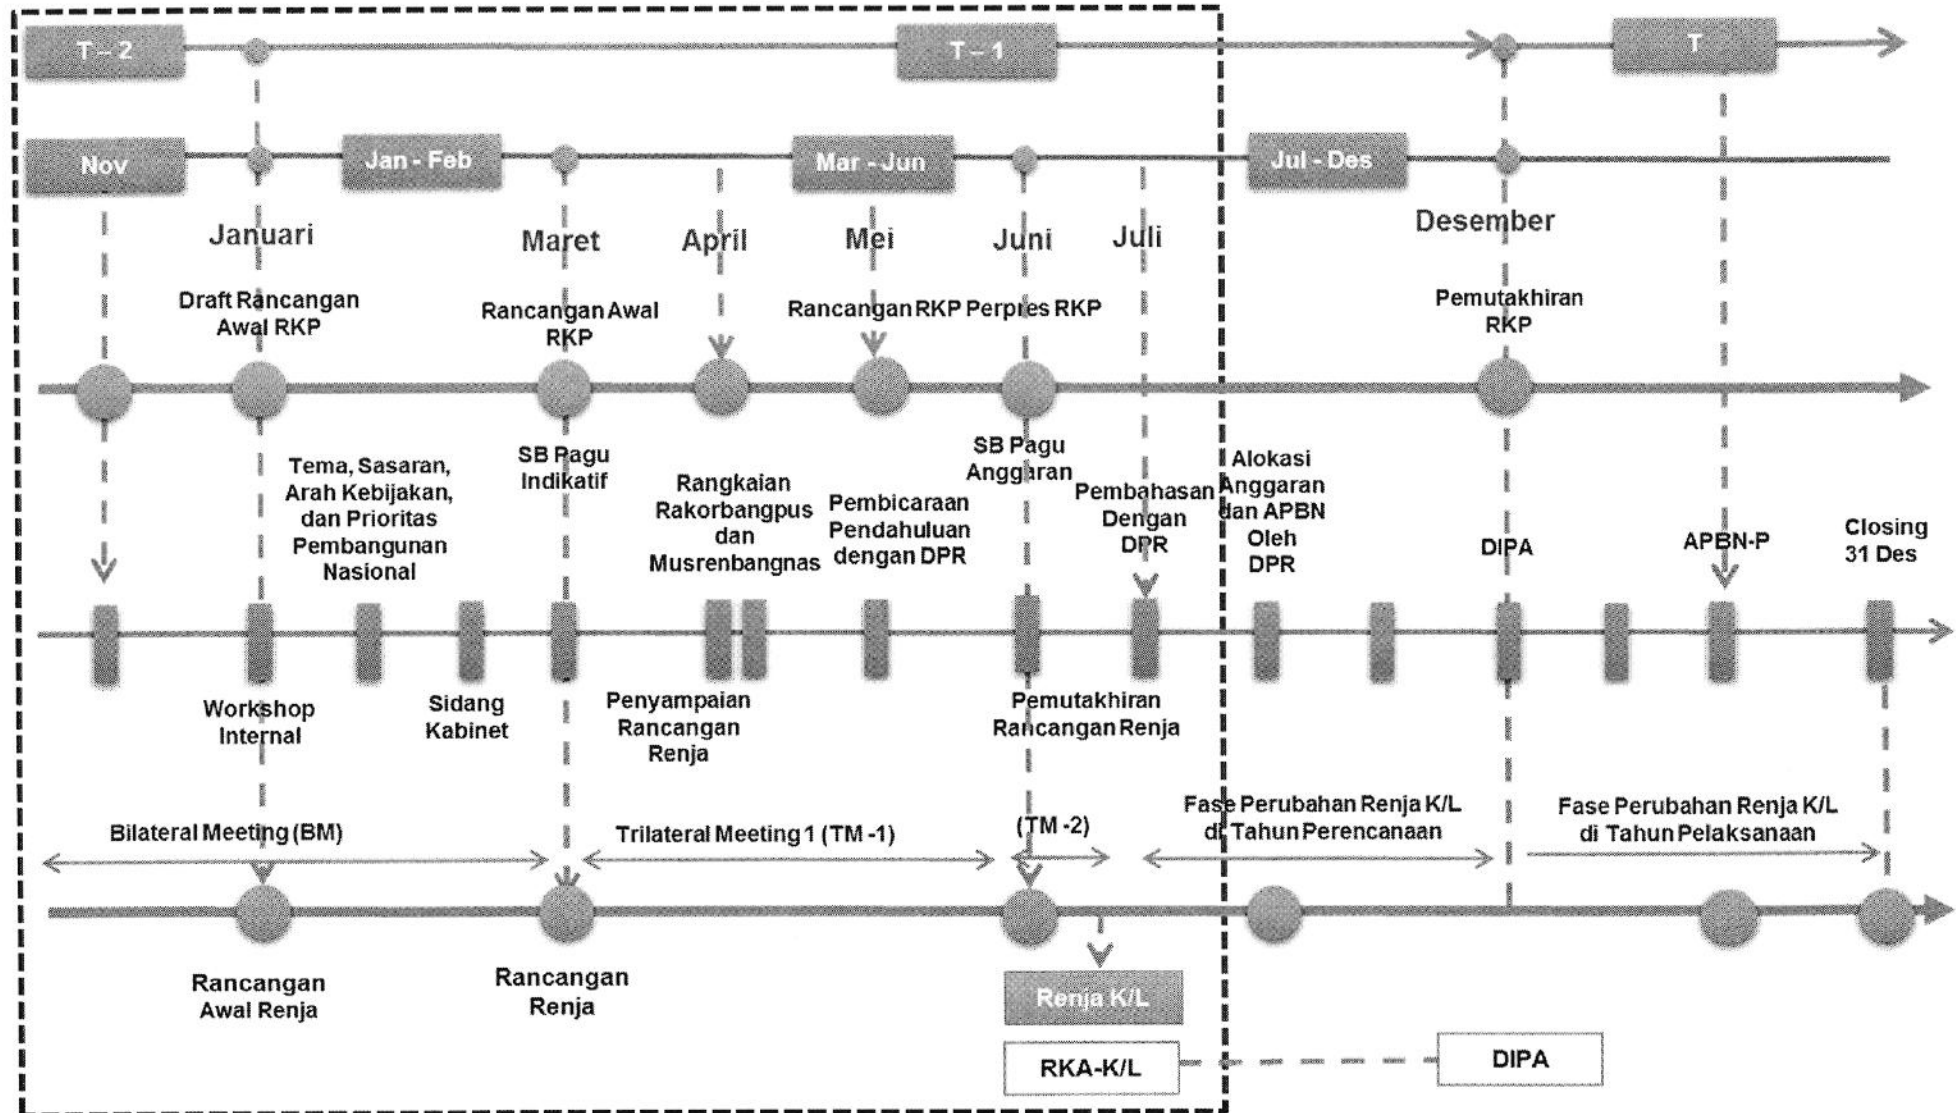 T – 2
T – 1
T
Nov
Jan - Feb
Mar - Jun
Jul - Des
Januari
Maret
April
Mei
Juni
Juli
Desember
Draft Rancangan
Awal RKP
Rancangan Awal
RKP
Rancangan RKP
Perpres RKP
Pemutakhiran
RKP
Tema, Sasaran,
Arah Kebijakan,
dan Prioritas
Pembangunan
Nasional
SB Pagu
Indikatif
Rangkaian
Rakorbangpus
dan
Musrenbangnas
Pembicaraan
Pendahuluan
dengan DPR
SB Pagu
Anggaran
Pembahasan
Dengan
DPR
Alokasi
Anggaran
dan APBN
Oleh
DPR
DIPA
APBN-P
Closing
31 Des
Workshop
Internal
Sidang
Kabinet
Penyampaian
Rancangan
Renja
Pemutakhiran
Rancangan Renja
Bilateral Meeting (BM)
Trilateral Meeting 1 (TM -1)
(TM -2)
Fase Perubahan Renja K/L
di Tahun Perencanaan
Fase Perubahan Renja K/L
di Tahun Pelaksanaan
Rancangan
Awal Renja
Rancangan
Renja
Renja K/L
RKA-K/L
DIPA